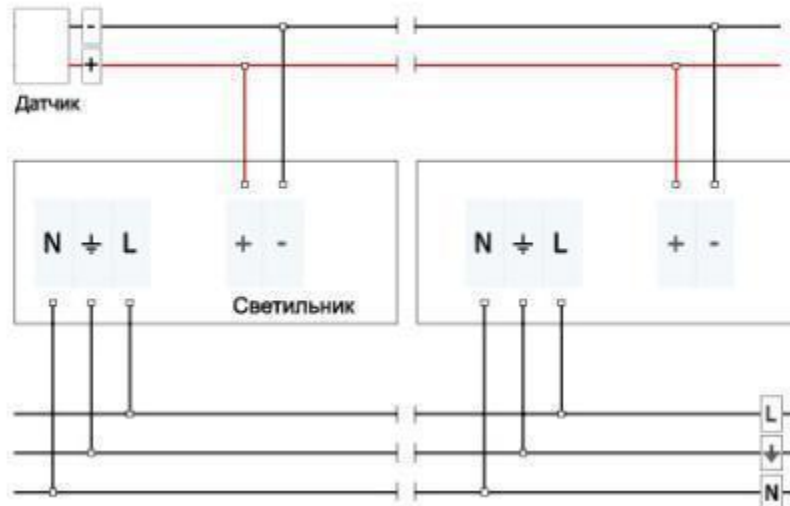 -
+
Датчик
N ⏚ L + -
N ⏚ L + -
Светильник
L
⏚
N